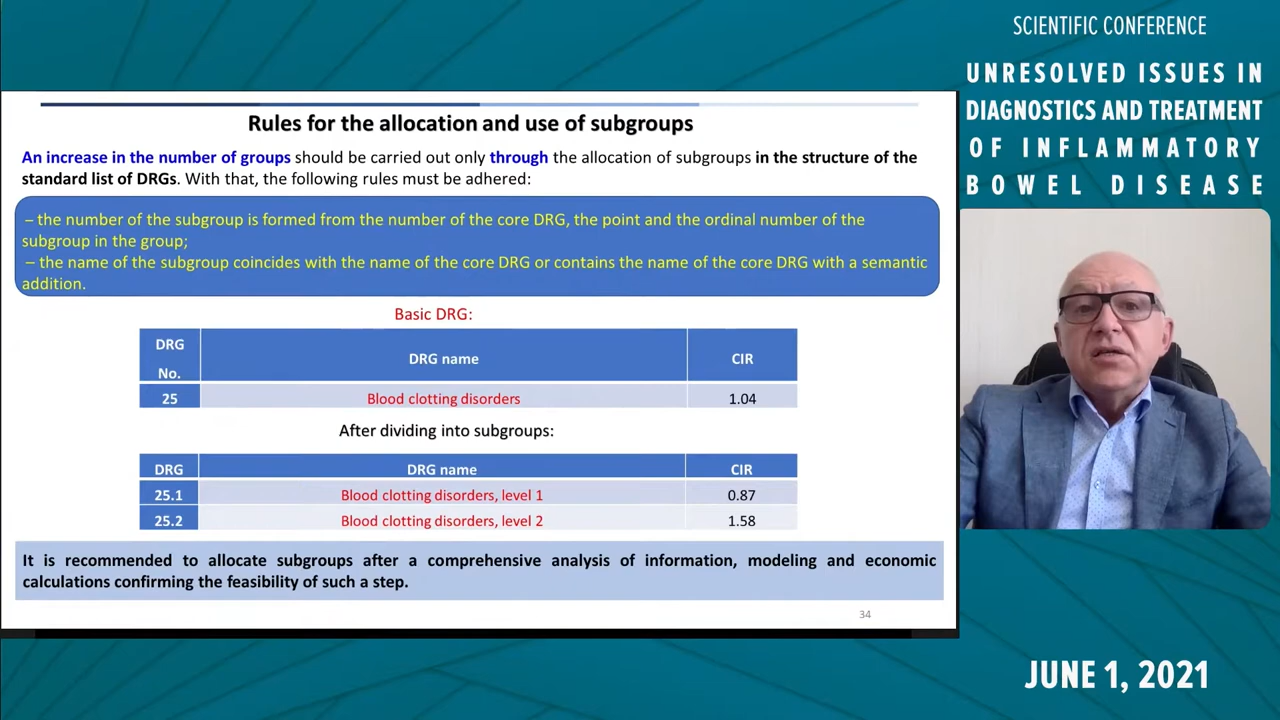 SCIENTIFIC CONFERENCE
UNRESOLVED ISSUES IN
DIAGNOSTICS AND TREATMENT
OF INFLAMMATORY
BOWEL DISEASE
Rules for the allocation and use of subgroups
An increase in the number of groups should be carried out only through the allocation of subgroups in the structure of the
standard list of DRGs. With that, the following rules must be adhered:
– the number of the subgroup is formed from the number of the core DRG, the point and the ordinal number of the
subgroup in the group;
– the name of the subgroup coincides with the name of the core DRG or contains the name of the core DRG with a semantic
addition.
Basic DRG:
DRG
No.
DRG name
CIR
25 Blood clotting disorders 1.04
After dividing into subgroups:
DRG DRG name CIR
25.1 Blood clotting disorders, level 1 0.87
25.2 Blood clotting disorders, level 2 1.58
It is recommended to allocate subgroups after a comprehensive analysis of information, modeling and economic
calculations confirming the feasibility of such a step.
34
JUNE 1, 2021